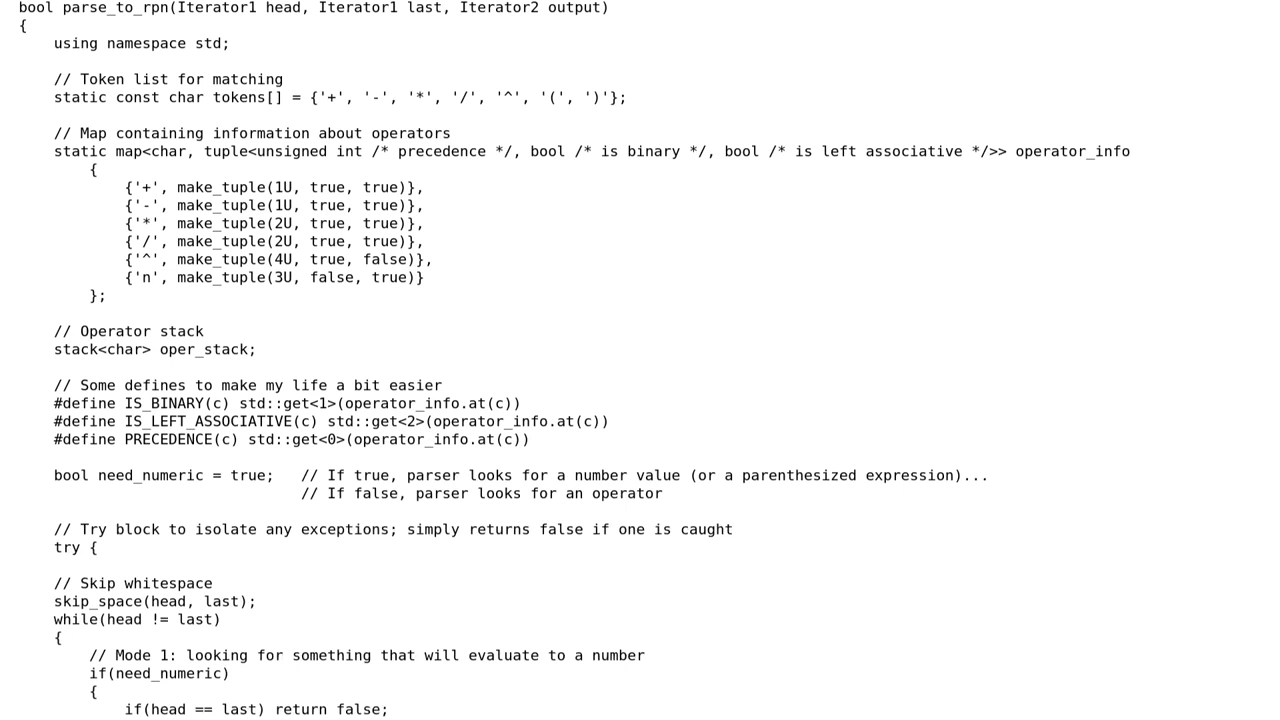 bool parse_to_rpn(Iterator1 head, Iterator1 last, Iterator2 output)
{
    using namespace std;

    // Token list for matching
    static const char tokens[] = {'+', '-', '*', '/', '^', '(', ')'};

    // Map containing information about operators
    static map<char, tuple<unsigned int /* precedence */, bool /* is binary */, bool /* is left associative */>> operator_info
        {
            {'+', make_tuple(1U, true, true)},
            {'-', make_tuple(1U, true, true)},
            {'*', make_tuple(2U, true, true)},
            {'/', make_tuple(2U, true, true)},
            {'^', make_tuple(4U, true, false)},
            {'n', make_tuple(3U, false, true)}
        };

    // Operator stack
    stack<char> oper_stack;

    // Some defines to make my life a bit easier
    #define IS_BINARY(c) std::get<1>(operator_info.at(c))
    #define IS_LEFT_ASSOCIATIVE(c) std::get<2>(operator_info.at(c))
    #define PRECEDENCE(c) std::get<0>(operator_info.at(c))

    bool need_numeric = true;   // If true, parser looks for a number value (or a parenthesized expression)...
                                // If false, parser looks for an operator

    // Try block to isolate any exceptions; simply returns false if one is caught
    try {

    // Skip whitespace
    skip_space(head, last);
    while(head != last)
    {
        // Mode 1: looking for something that will evaluate to a number
        if(need_numeric)
        {
            if(head == last) return false;